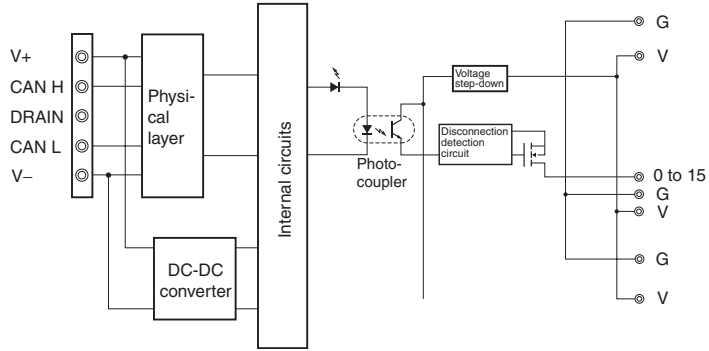 V+
CAN H
DRAIN
CAN L
V−
Physi-
cal
layer
DC-DC
converter
Internal circuits
Photo-
coupler
Voltage
step-down
Disconnection
detection
circuit
G
V
0 to 15
G
V
G
V